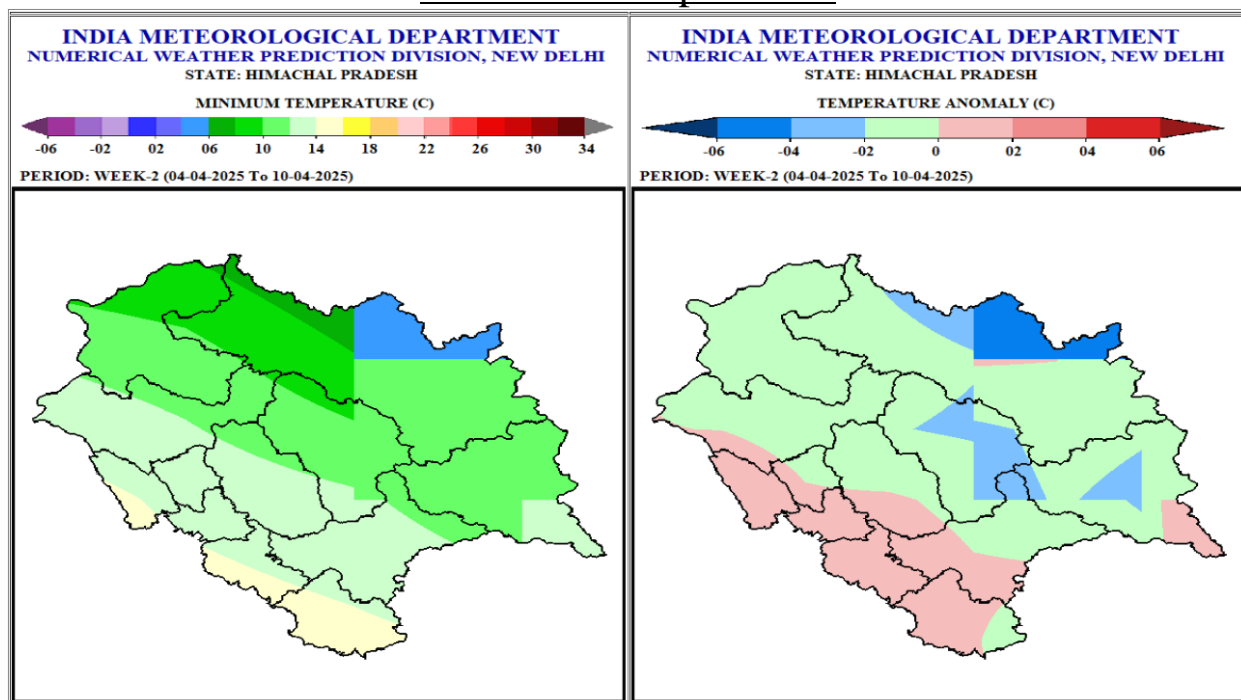 INDIA METEOROLOGICAL DEPARTMENT
NUMERICAL WEATHER PREDICTION DIVISION, NEW DELHI
STATE: HIMACHAL PRADESH
MINIMUM TEMPERATURE (C)
-06 -02 02 06 10 14 18 22 26 30 34
PERIOD: WEEK-2 (04-04-2025 To 10-04-2025)
INDIA METEOROLOGICAL DEPARTMENT
NUMERICAL WEATHER PREDICTION DIVISION, NEW DELHI
STATE: HIMACHAL PRADESH
TEMPERATURE ANOMALY (C)
-06 -04 -02 0 02 04 06
PERIOD: WEEK-2 (04-04-2025 To 10-04-2025)